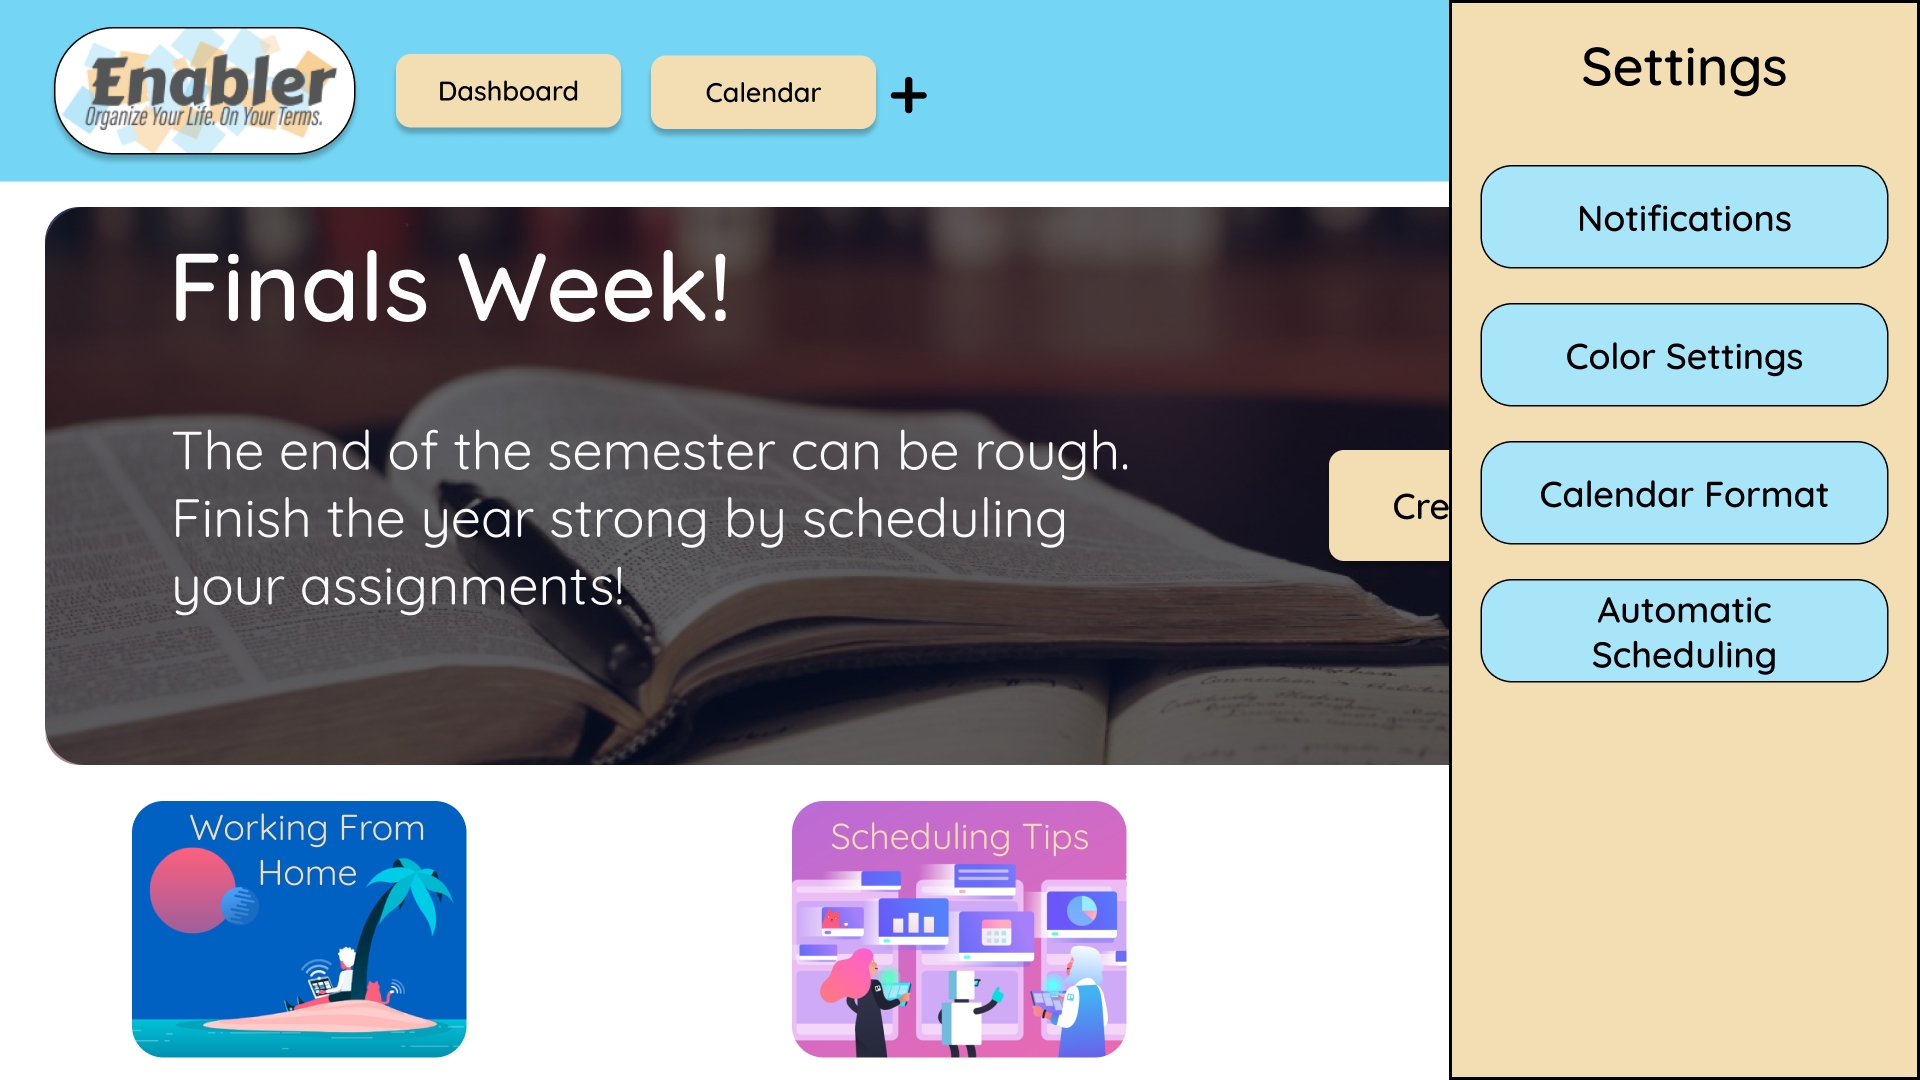 Enabler
Organize Your Life. On Your Terms.
Dashboard
Calendar
Settings
Notifications
Color Settings
Calendar Format
Automatic
Scheduling
Finals Week!
The end of the semester can be rough.
Finish the year strong by scheduling
your assignments!
Cre
Working From
Home
Scheduling Tips